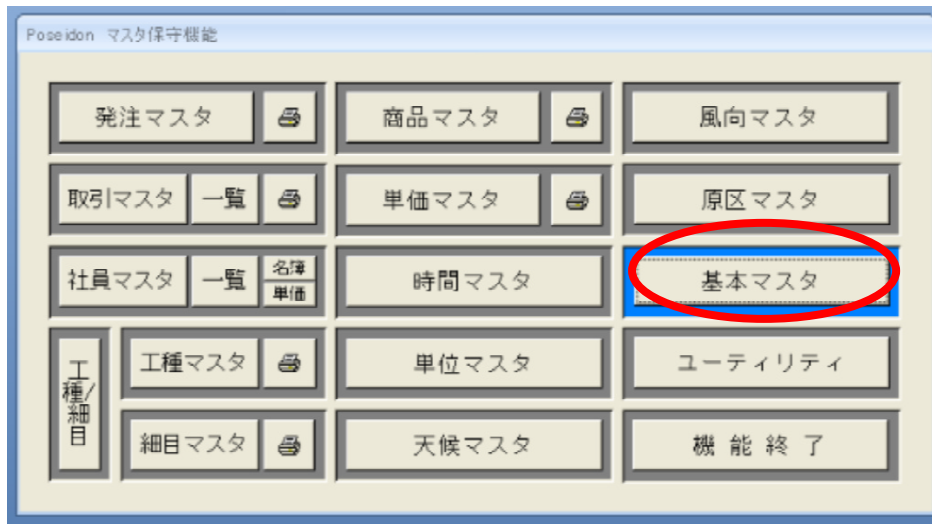 Poseidon マスタ保守機能
発注マスタ
商品マスタ
風向マスタ
取引マスタ 一覧
単価マスタ
原区マスタ
社員マスタ 一覧 名簿 単価
時間マスタ
基本マスタ
工種/細目
工種マスタ
単位マスタ
ユーティリティ
細目マスタ
天候マスタ
機能終了